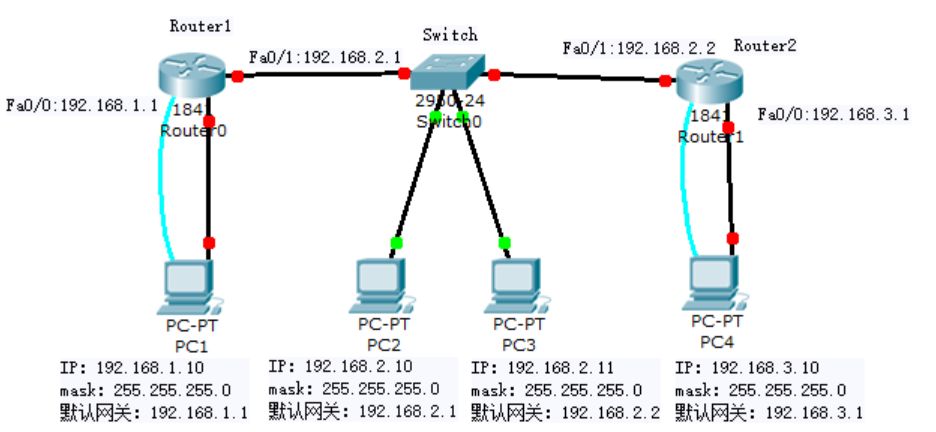 Router1
Switch
Fa0/1:192.168.2.1
Fa0/1:192.168.2.2
Router2
Fa0/0:192.168.1.1
1841
Router0
2950-24
Switch0
1841
Router1
Fa0/0:192.168.3.1
PC-PT
PC1
PC-PT
PC2
PC-PT
PC3
PC-PT
PC4
IP: 192.168.1.10
mask: 255.255.255.0
默认网关: 192.168.1.1
IP: 192.168.2.10
mask: 255.255.255.0
默认网关: 192.168.2.1
IP: 192.168.2.11
mask: 255.255.255.0
默认网关: 192.168.2.2
IP: 192.168.3.10
mask: 255.255.255.0
默认网关: 192.168.3.1